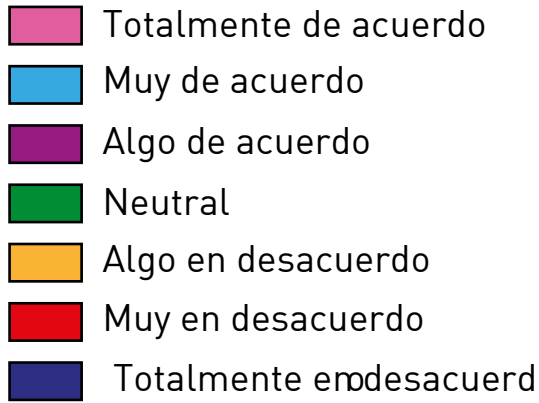 Totalmente de acuerdo
Muy de acuerdo
Algo de acuerdo
Neutral
Algo en desacuerdo
Muy en desacuerdo
Totalmente emodesacuerd